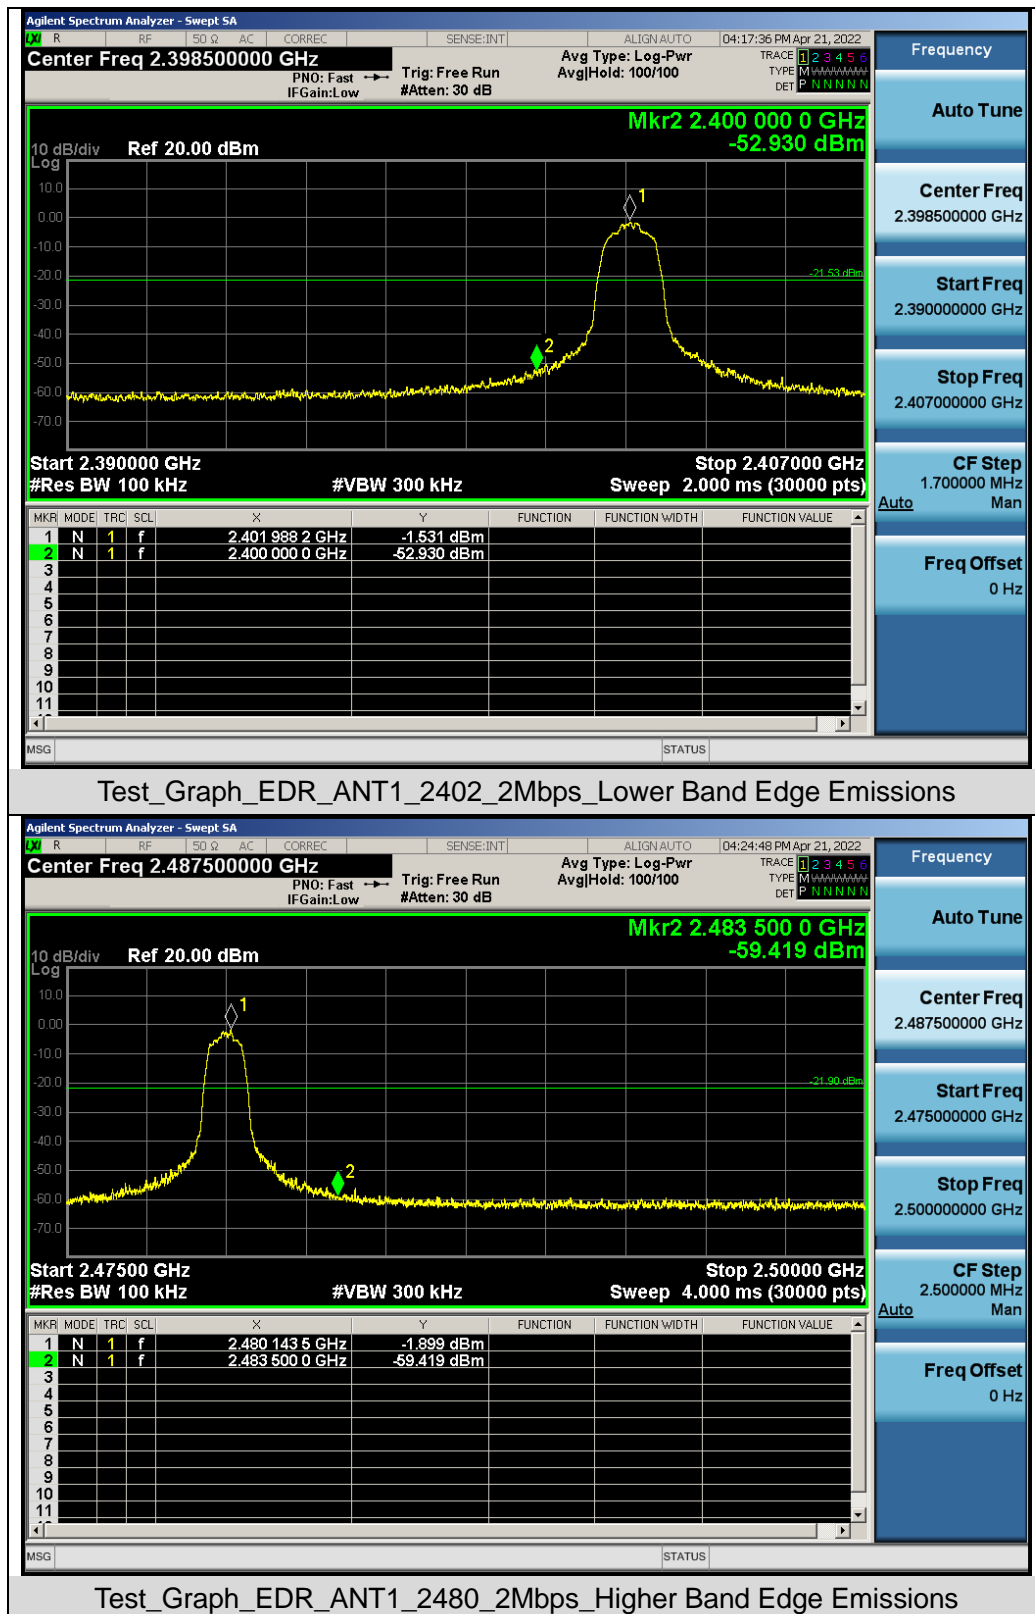 Agilent Spectrum Analyzer - Swept SA
LXI R RF 50 Ω AC CORREC SENSE:INT ALIGN AUTO 04:17:36 PM Apr 21, 2022
Center Freq 2.398500000 GHz Avg Type: Log-Pwr TRACE 1 2 3 4 5 6
PNO: Fast Trig: Free Run Avg|Hold: 100/100 TYPE M
IFGain:Low #Atten: 30 dB DET P N N N N N
Frequency
Auto Tune
Center Freq
2.398500000 GHz
Start Freq
2.390000000 GHz
Stop Freq
2.407000000 GHz
CF Step
1.700000 MHz
Auto Man
Freq Offset
0 Hz
Mkr2 2.400 000 0 GHz
-52.930 dBm
10 dB/div Ref 20.00 dBm
Log
10.0
0.00
-10.0
-20.0
-30.0
-40.0
-50.0
-60.0
-70.0
1
2
-21.53 dBm
Start 2.390000 GHz Stop 2.407000 GHz
#Res BW 100 kHz #VBW 300 kHz Sweep 2.000 ms (30000 pts)
MKR MODE TRC SCL X Y FUNCTION FUNCTION WIDTH FUNCTION VALUE
1 N 1 f 2.401 988 2 GHz -1.531 dBm
2 N 1 f 2.400 000 0 GHz -52.930 dBm
3
4
5
6
7
8
9
10
11
MSG STATUS
Test_Graph_EDR_ANT1_2402_2Mbps_Lower Band Edge Emissions
Agilent Spectrum Analyzer - Swept SA
LXI R RF 50 Ω AC CORREC SENSE:INT ALIGN AUTO 04:24:48 PM Apr 21, 2022
Center Freq 2.487500000 GHz Avg Type: Log-Pwr TRACE 1 2 3 4 5 6
PNO: Fast Trig: Free Run Avg|Hold: 100/100 TYPE M
IFGain:Low #Atten: 30 dB DET P N N N N N
Frequency
Auto Tune
Center Freq
2.487500000 GHz
Start Freq
2.475000000 GHz
Stop Freq
2.500000000 GHz
CF Step
2.500000 MHz
Auto Man
Freq Offset
0 Hz
Mkr2 2.483 500 0 GHz
-59.419 dBm
10 dB/div Ref 20.00 dBm
Log
10.0
0.00
-10.0
-20.0
-30.0
-40.0
-50.0
-60.0
-70.0
1
2
-21.90 dBm
Start 2.47500 GHz Stop 2.50000 GHz
#Res BW 100 kHz #VBW 300 kHz Sweep 4.000 ms (30000 pts)
MKR MODE TRC SCL X Y FUNCTION FUNCTION WIDTH FUNCTION VALUE
1 N 1 f 2.480 143 5 GHz -1.899 dBm
2 N 1 f 2.483 500 0 GHz -59.419 dBm
3
4
5
6
7
8
9
10
11
MSG STATUS
Test_Graph_EDR_ANT1_2480_2Mbps_Higher Band Edge Emissions